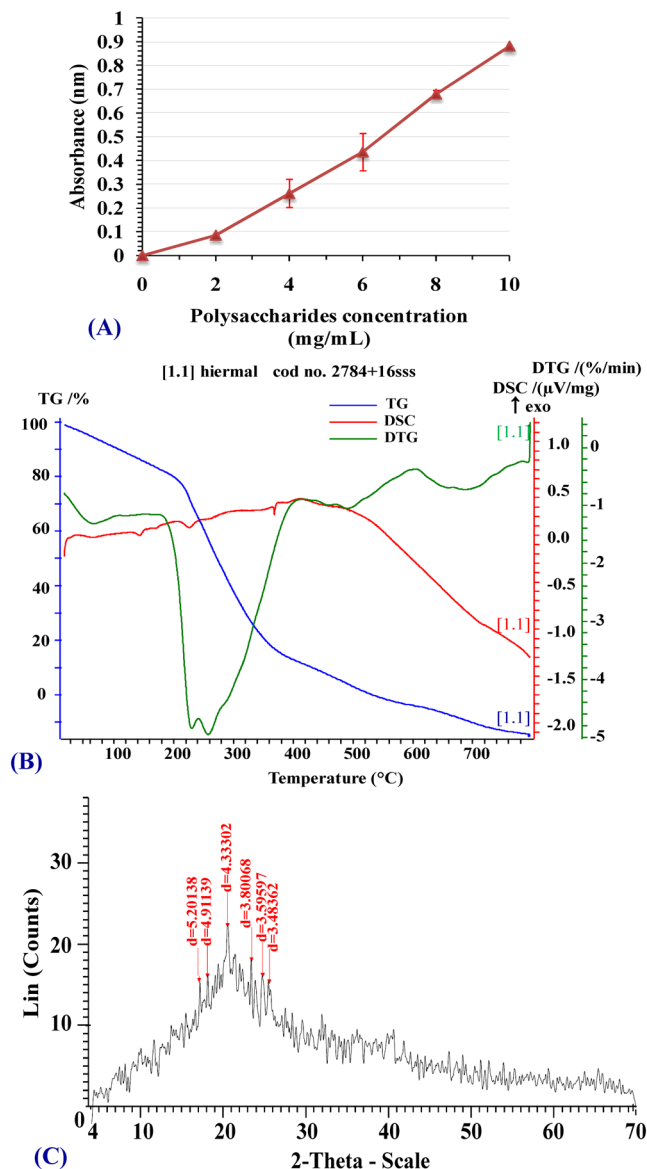 1
0.9
0.8
0.7
0.6
0.5
0.4
0.3
0.2
0.1
0
Absorbance (nm)
0 2 4 6 8 10
Polysaccharides concentration
(mg/mL)
(A)
[1.1] hiermal cod no. 2784+16sss
DTG /(%/min)
TG /%
DSC /(μV/mg)
↑ exo
TG
DSC
DTG
[1.1]
[1.1]
[1.1]
100
80
60
40
20
0
1.0
0.5
0.0
-0.5
-1.0
-1.5
-2.0
0
-1
-2
-3
-4
-5
100 200 300 400 500 600 700
Temperature (°C)
(B)
Lin (Counts)
30
20
10
0
d=5.20138
d=4.91139
d=4.33302
d=3.80068
d=3.59597
d=3.48362
4 10 20 30 40 50 60 70
2-Theta - Scale
(C)